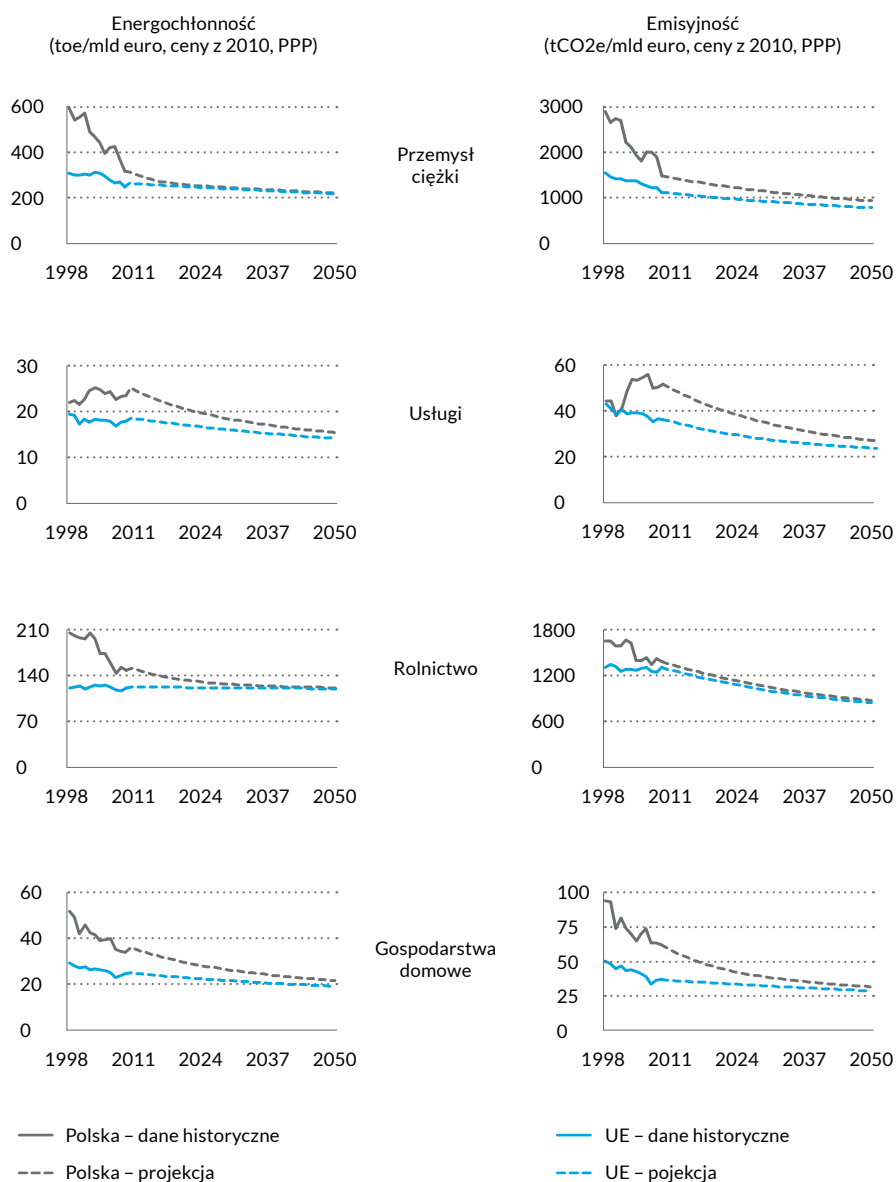 Energochłonność
(toe/mld euro, ceny z 2010, PPP)
Emisyjność
(tCO2e/mld euro, ceny z 2010, PPP)
600
400
200
0
1998 2011 2024 2037 2050
Przemysł
ciężki
3000
2000
1000
0
1998 2011 2024 2037 2050
30
20
10
0
1998 2011 2024 2037 2050
Usługi
60
40
20
0
1998 2011 2024 2037 2050
210
140
70
0
1998 2011 2024 2037 2050
Rolnictwo
1800
1200
600
0
1998 2011 2024 2037 2050
60
40
20
0
1998 2011 2024 2037 2050
Gospodarstwa
domowe
100
75
50
25
0
1998 2011 2024 2037 2050
Polska – dane historyczne
UE – dane historyczne
Polska – projekcja
UE – pojekcja